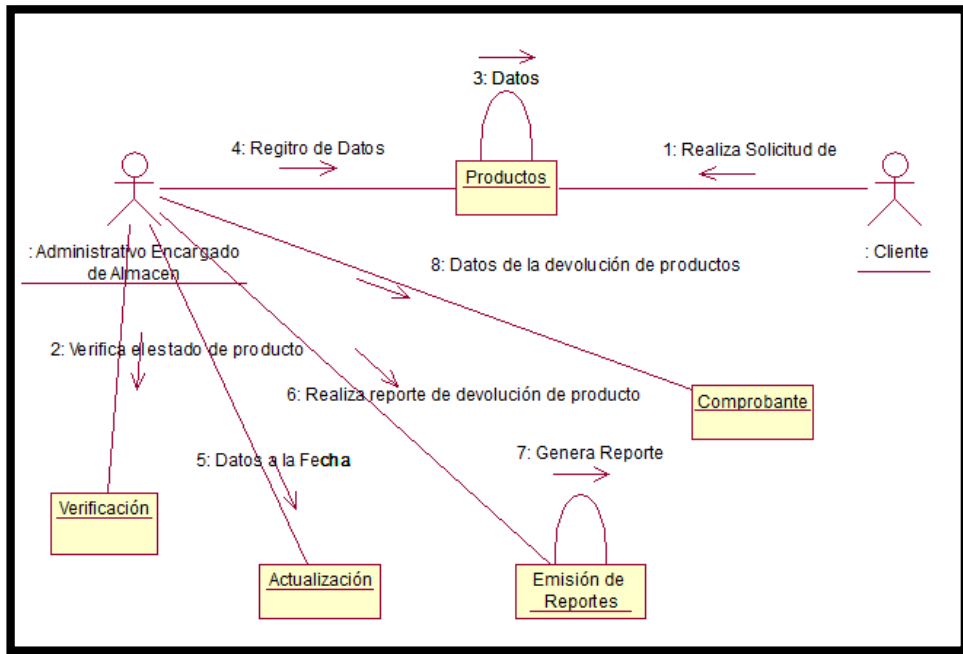 3: Datos
4: Regitro de Datos
1: Realiza Solicitud de
Productos
: Administrativo Encargado
de Almacen
: Cliente
8: Datos de la devolución de productos
2: Verifica el estado de producto
6: Realiza reporte de devolución de producto
Comprobante
5: Datos a la Fecha
7: Genera Reporte
Verificación
Actualización
Emisión de
Reportes